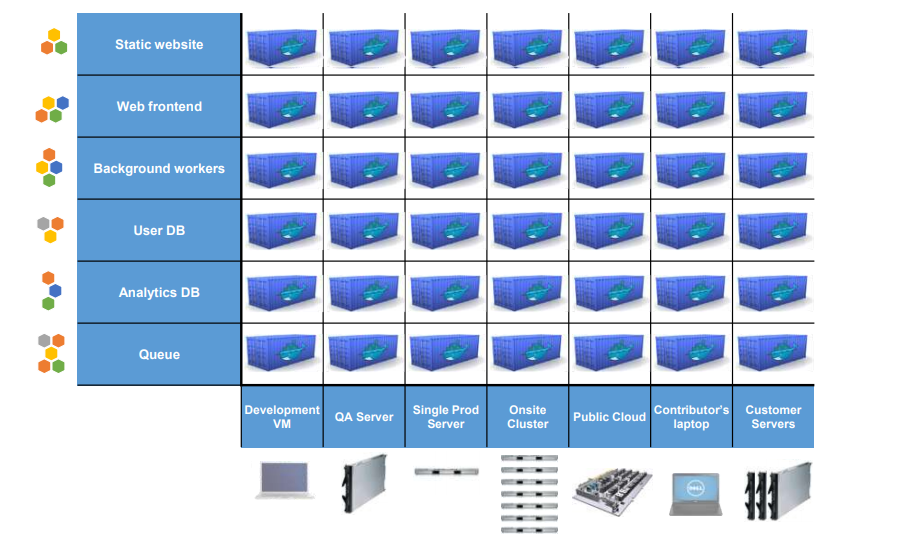 Static website
Web frontend
Background workers
User DB
Analytics DB
Queue
Development
VM
QA Server
Single Prod
Server
Onsite
Cluster
Public Cloud
Contributor's
laptop
Customer
Servers
DELL